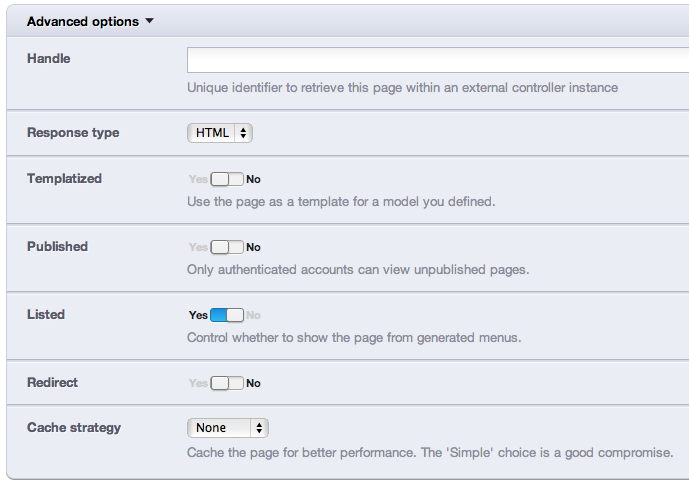 Advanced options
Handle
Unique identifier to retrieve this page within an external controller instance
Response type HTML
Templatized Yes No
Use the page as a template for a model you defined.
Published Yes No
Only authenticated accounts can view unpublished pages.
Listed Yes No
Control whether to show the page from generated menus.
Redirect Yes No
Cache strategy None
Cache the page for better performance. The 'Simple' choice is a good compromise.